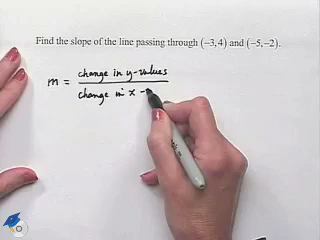 Find the slope of the line passing through (−3, 4) and (−5, −2).
m = change in y-values
change in x -